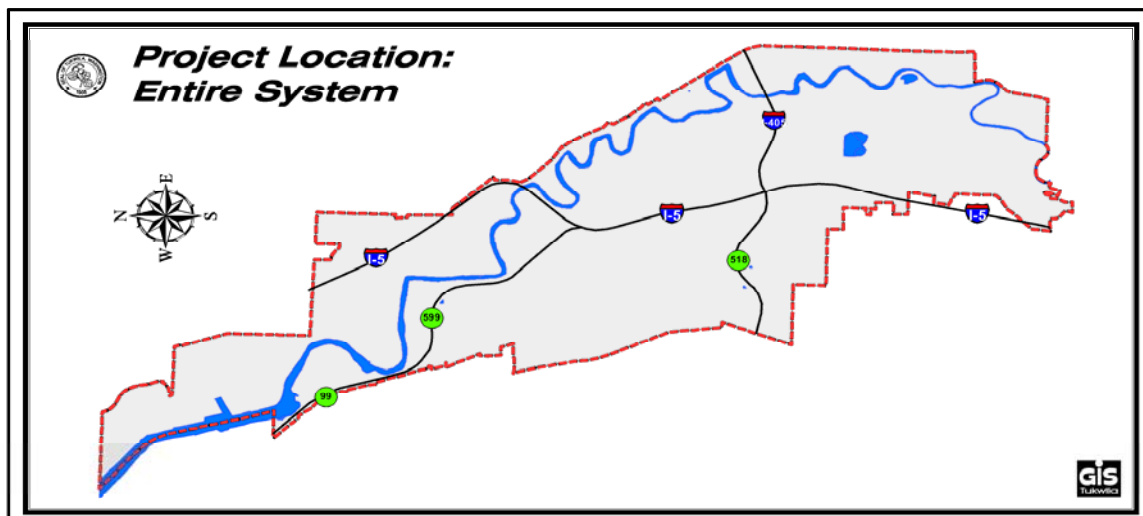 Project Location:
Entire System
I-405
E
N
S
W
I-5
I-5
I-5
518
599
99
GIS
Tukwila